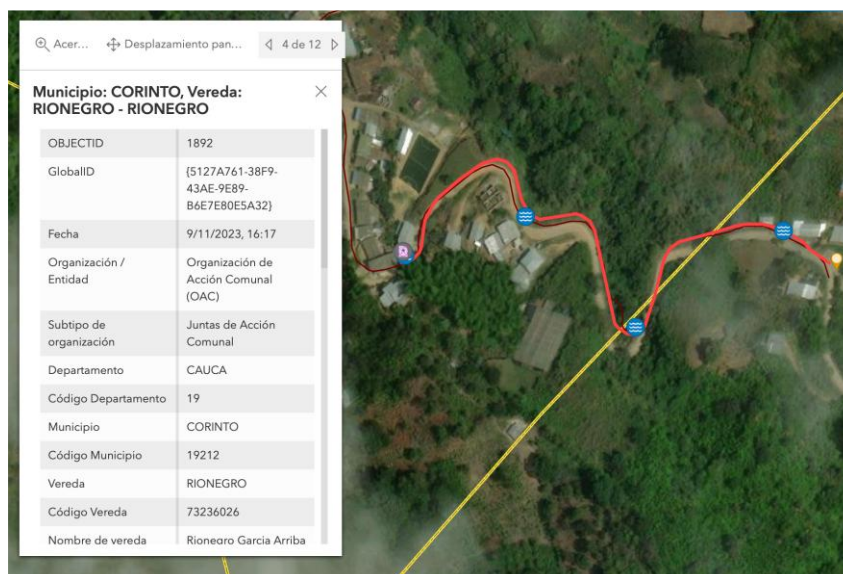 Acer...
Desplazamiento pan...
4 de 12
Municipio: CORINTO, Vereda:
RIONEGRO - RIONEGRO
OBJECTID 1892
GlobalID {5127A761-38F9-
43AE-9E89-
B6E7E80E5A32}
Fecha 9/11/2023, 16:17
Organización / Organización de
Entidad Acción Comunal
(OAC)
Subtipo de Juntas de Acción
organización Comunal
Departamento CAUCA
Código Departamento 19
Municipio CORINTO
Código Municipio 19212
Vereda RIONEGRO
Código Vereda 73236026
Nombre de vereda Rionegro Garcia Arriba